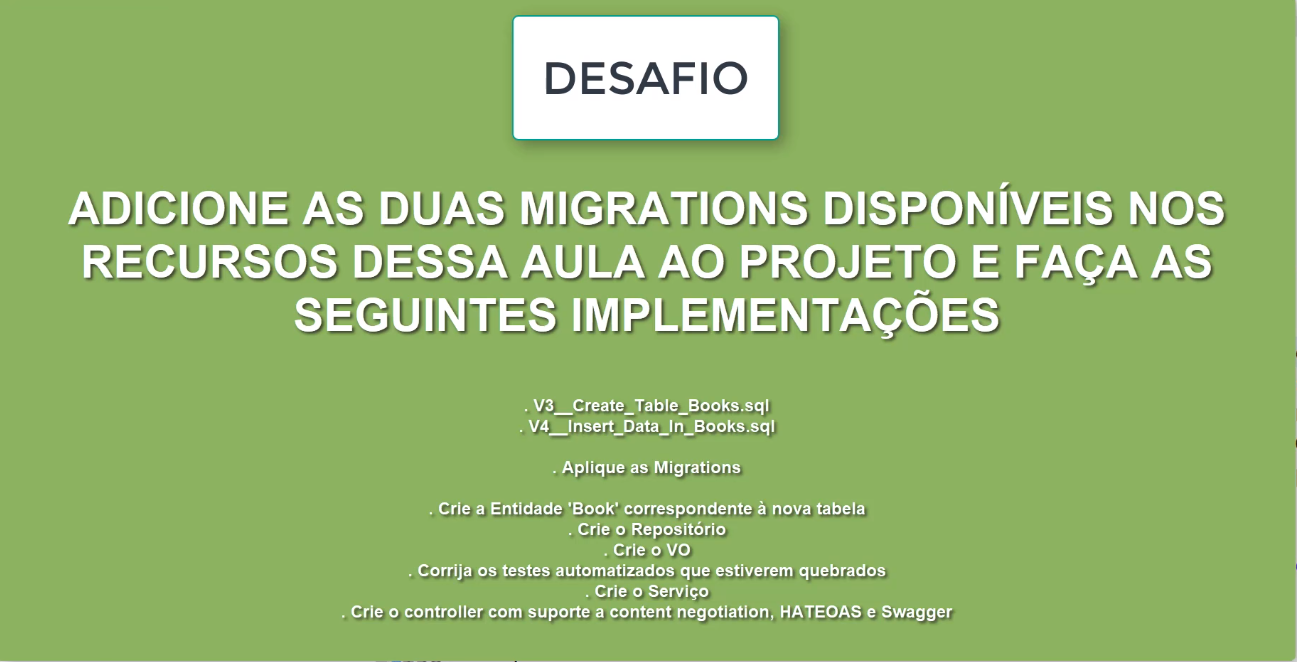 DESAFIO
ADICIONE AS DUAS MIGRATIONS DISPONÍVEIS NOS
RECURSOS DESSA AULA AO PROJETO E FAÇA AS
SEGUINTES IMPLEMENTAÇÕES
. V3__Create_Table_Books.sql
. V4__Insert_Data_In_Books.sql
. Aplique as Migrations
. Crie a Entidade 'Book' correspondente à nova tabela
. Crie o Repositório
. Crie o VO
. Corrija os testes automatizados que estiverem quebrados
. Crie o Serviço
. Crie o controller com suporte a content negotiation, HATEOAS e Swagger